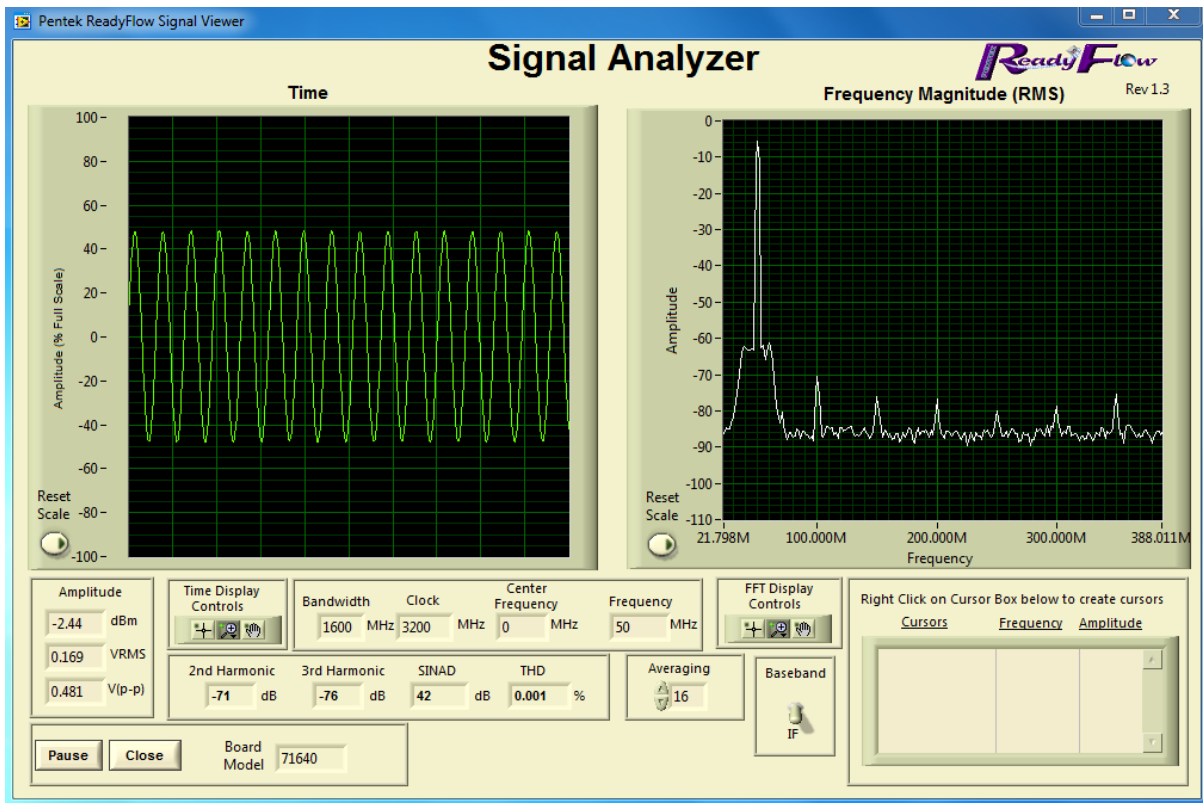 Pentek ReadyFlow Signal Viewer
Signal Analyzer
ReadyFlow
Rev 1.3
Time
100
80
60
40
20
0
-20
-40
-60
-80
-100
Amplitude (% Full Scale)
Reset
Scale
Frequency Magnitude (RMS)
0
-10
-20
-30
-40
-50
-60
-70
-80
-90
-100
-110
Amplitude
Reset
Scale
21.798M 100.000M 200.000M 300.000M 388.011M
Frequency
Amplitude
-2.44 dBm
0.169 VRMS
0.481 V(p-p)
Time Display
Controls
Bandwidth
1600 MHz
Clock
3200 MHz
Center
Frequency
0 MHz
Frequency
50 MHz
FFT Display
Controls
Right Click on Cursor Box below to create cursors
Cursors Frequency Amplitude
2nd Harmonic
-71 dB
3rd Harmonic
-76 dB
SINAD
42 dB
THD
0.001 %
Averaging
16
Baseband
IF
Pause
Close
Board
Model
71640